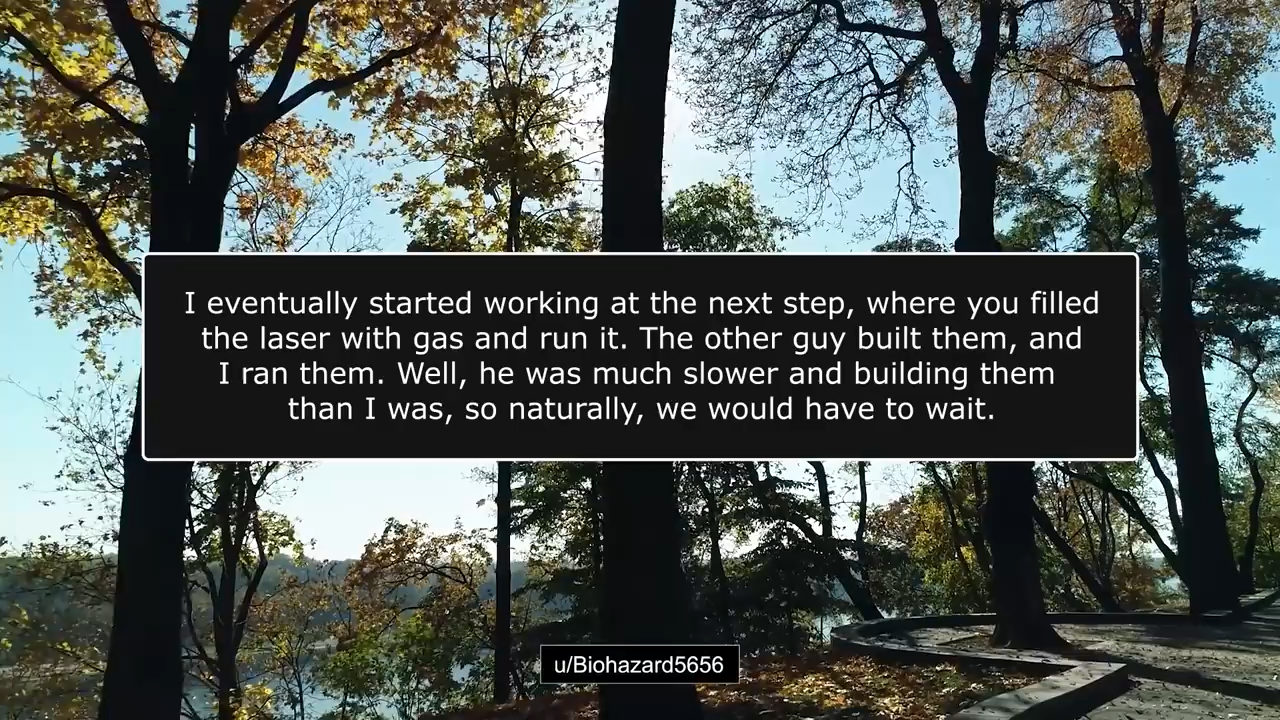 I eventually started working at the next step, where you filled
the laser with gas and run it. The other guy built them, and
I ran them. Well, he was much slower and building them
than I was, so naturally, we would have to wait.
u/Biohazard5656